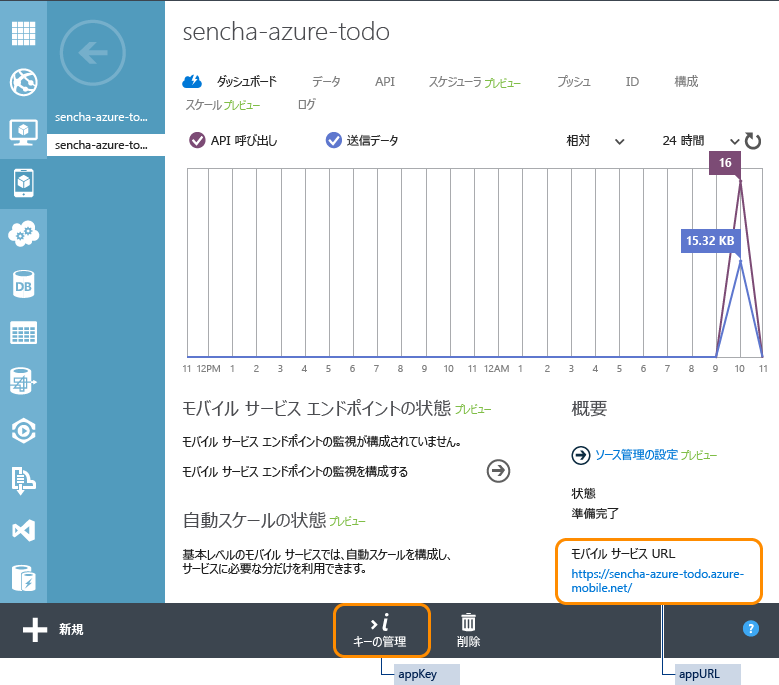 sencha-azure-todo
sencha-azure-to...
sencha-azure-to...
ダッシュボード データ API スケジューラ プレビュー プッシュ ID 構成
スケール プレビュー ログ
API 呼び出し 送信データ 相対 24 時間
16
15.32 KB
11 12PM 1 2 3 4 5 6 7 8 9 10 11 12AM 1 2 3 4 5 6 7 8 9 10 11
モバイル サービス エンドポイントの状態 プレビュー
モバイル サービス エンドポイントの監視が構成されていません。
モバイル サービス エンドポイントの監視を構成する
自動スケールの状態 プレビュー
基本レベルのモバイル サービスでは、自動スケールを構成し、
サービスに必要な分だけを利用できます。
概要
ソース管理の設定 プレビュー
状態
準備完了
モバイル サービス URL
https://sencha-azure-todo.azure-
mobile.net/
DB
新規
キーの管理
削除
?
appKey
appURL